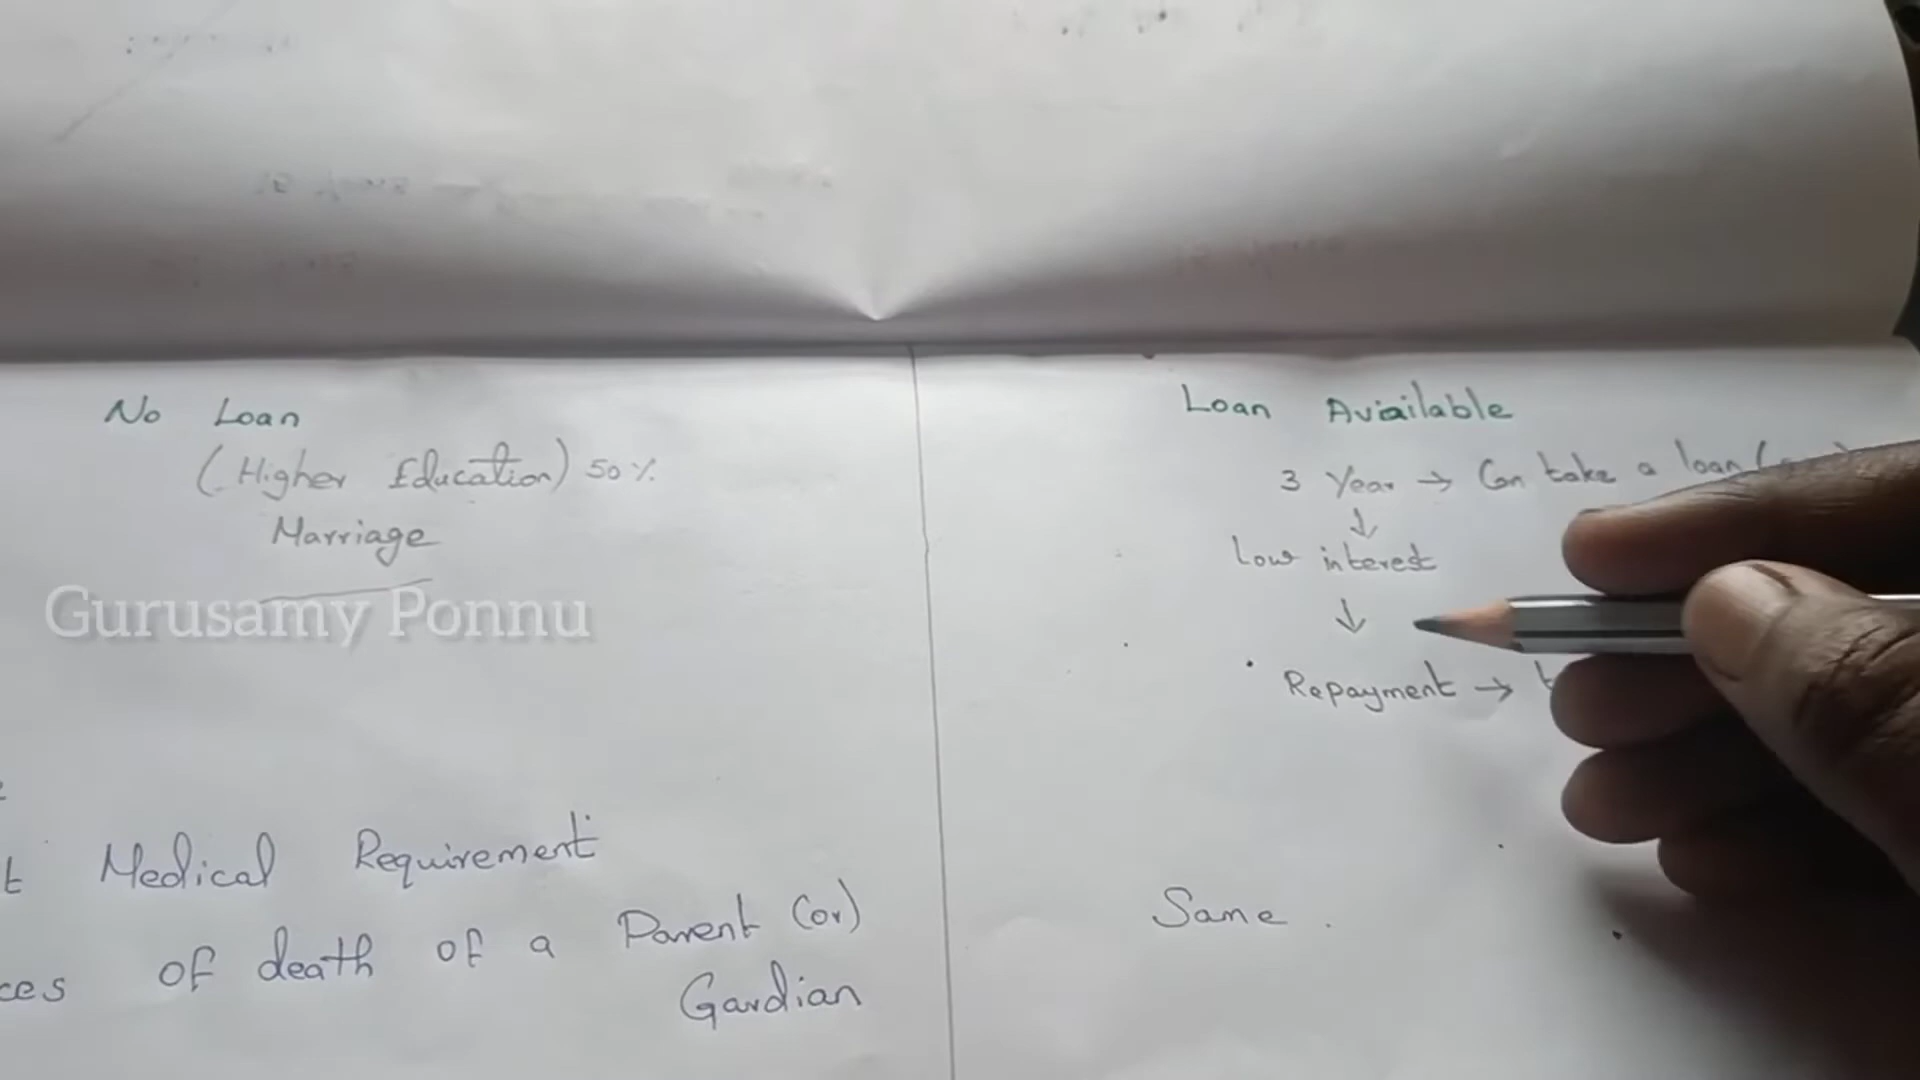 No Loan
(Higher Education) 50%
Marriage
Gurusamy Ponnu
Medical Requirement
of death of a Parent (or)
Gardian
Loan Aviailable
3 Year → Can take a loan
↓
Low interest
↓
Repayment →
Same.